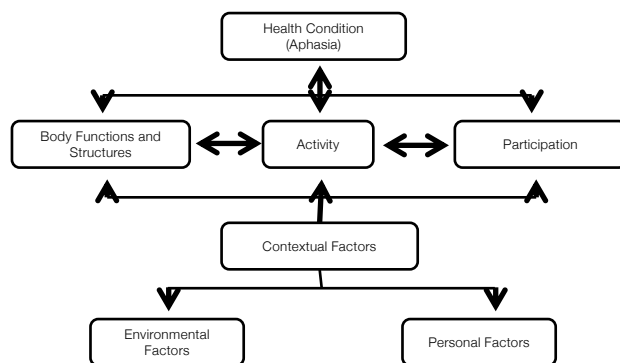 Health Condition
(Aphasia)
Body Functions and
Structures
Activity
Participation
Contextual Factors
Environmental
Factors
Personal Factors